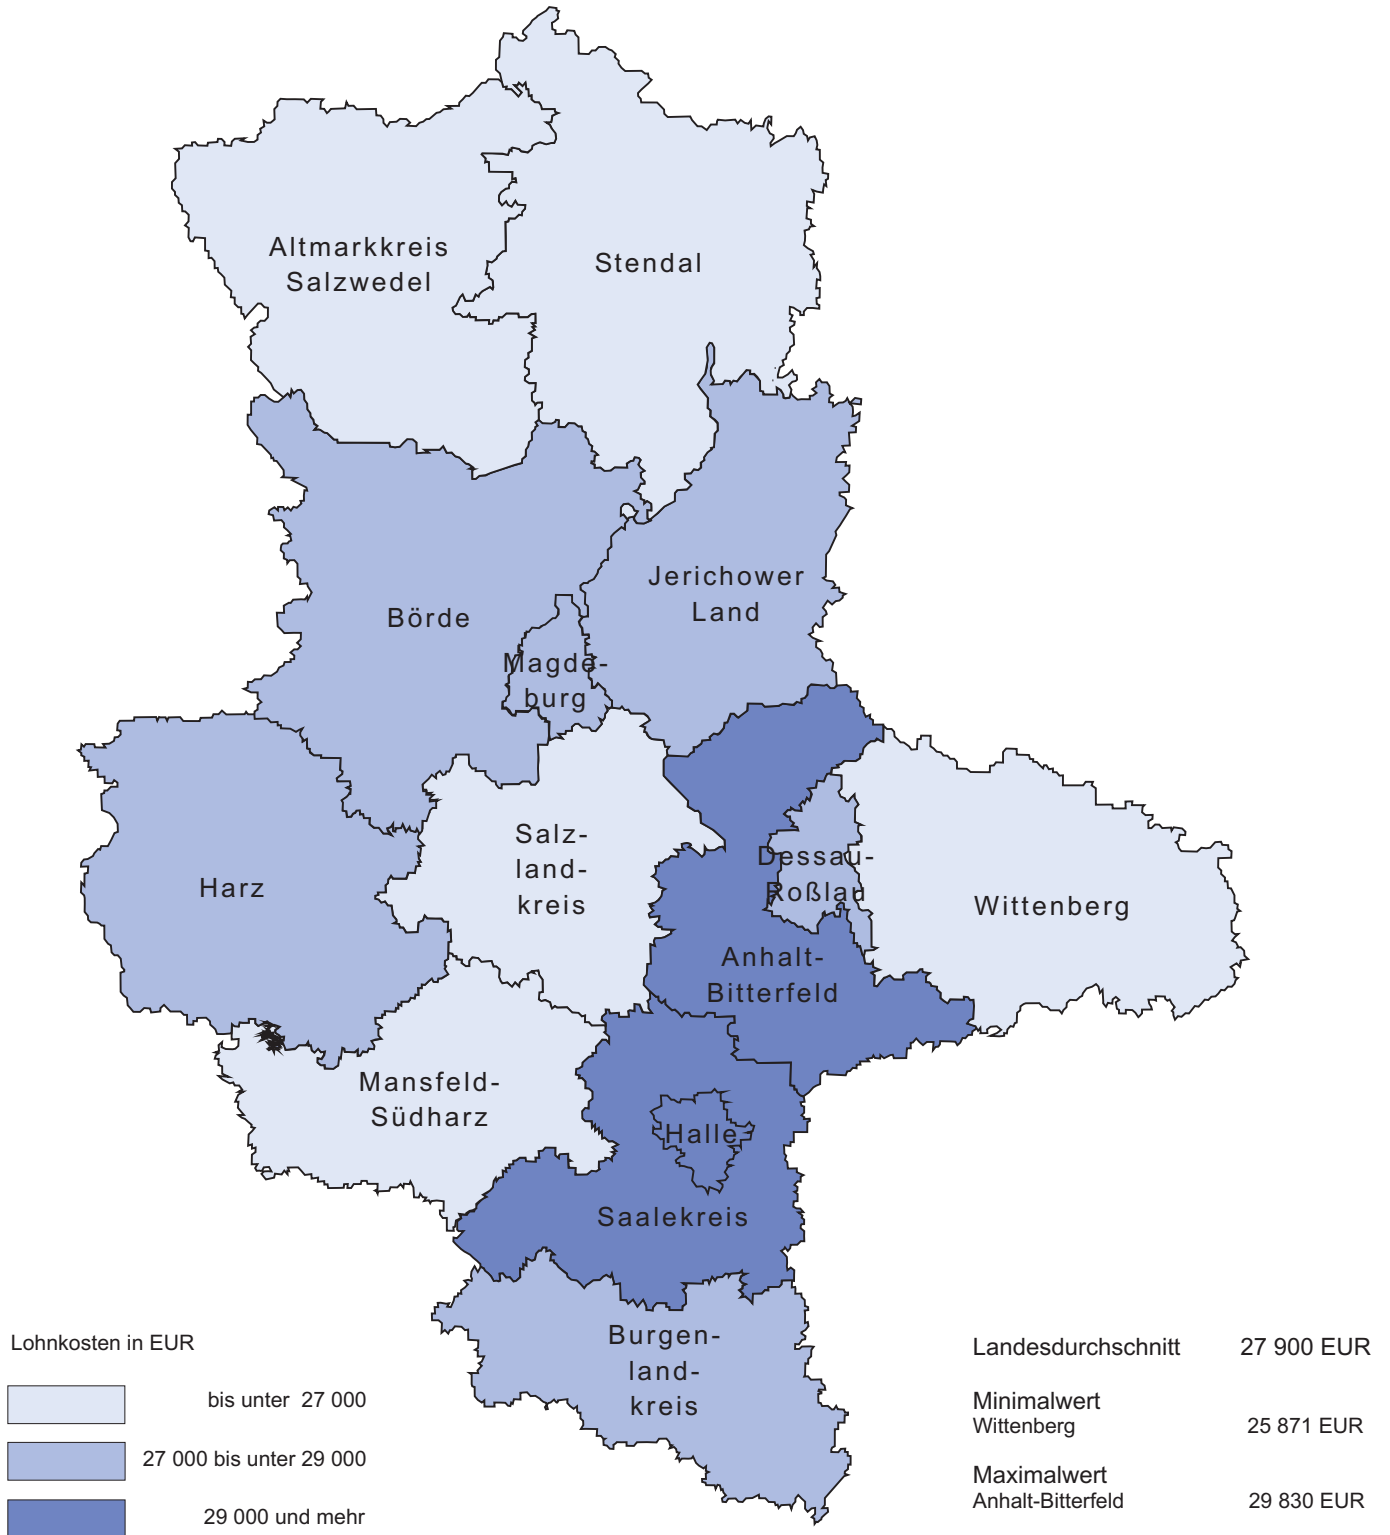 Altmarkkreis
Salzwedel
Stendal
Jerichower
Land
Börde
Magde-
burg
Salz-
land-
kreis
Harz
Dessau-
Roßlau
Wittenberg
Anhalt-
Bitterfeld
Mansfeld-
Südharz
Halle
Saalekreis
Burgen-
land-
kreis
Lohnkosten in EUR
bis unter 27 000
27 000 bis unter 29 000
29 000 und mehr
Landesdurchschnitt 27 900 EUR
Minimalwert
Wittenberg 25 871 EUR
Maximalwert
Anhalt-Bitterfeld 29 830 EUR